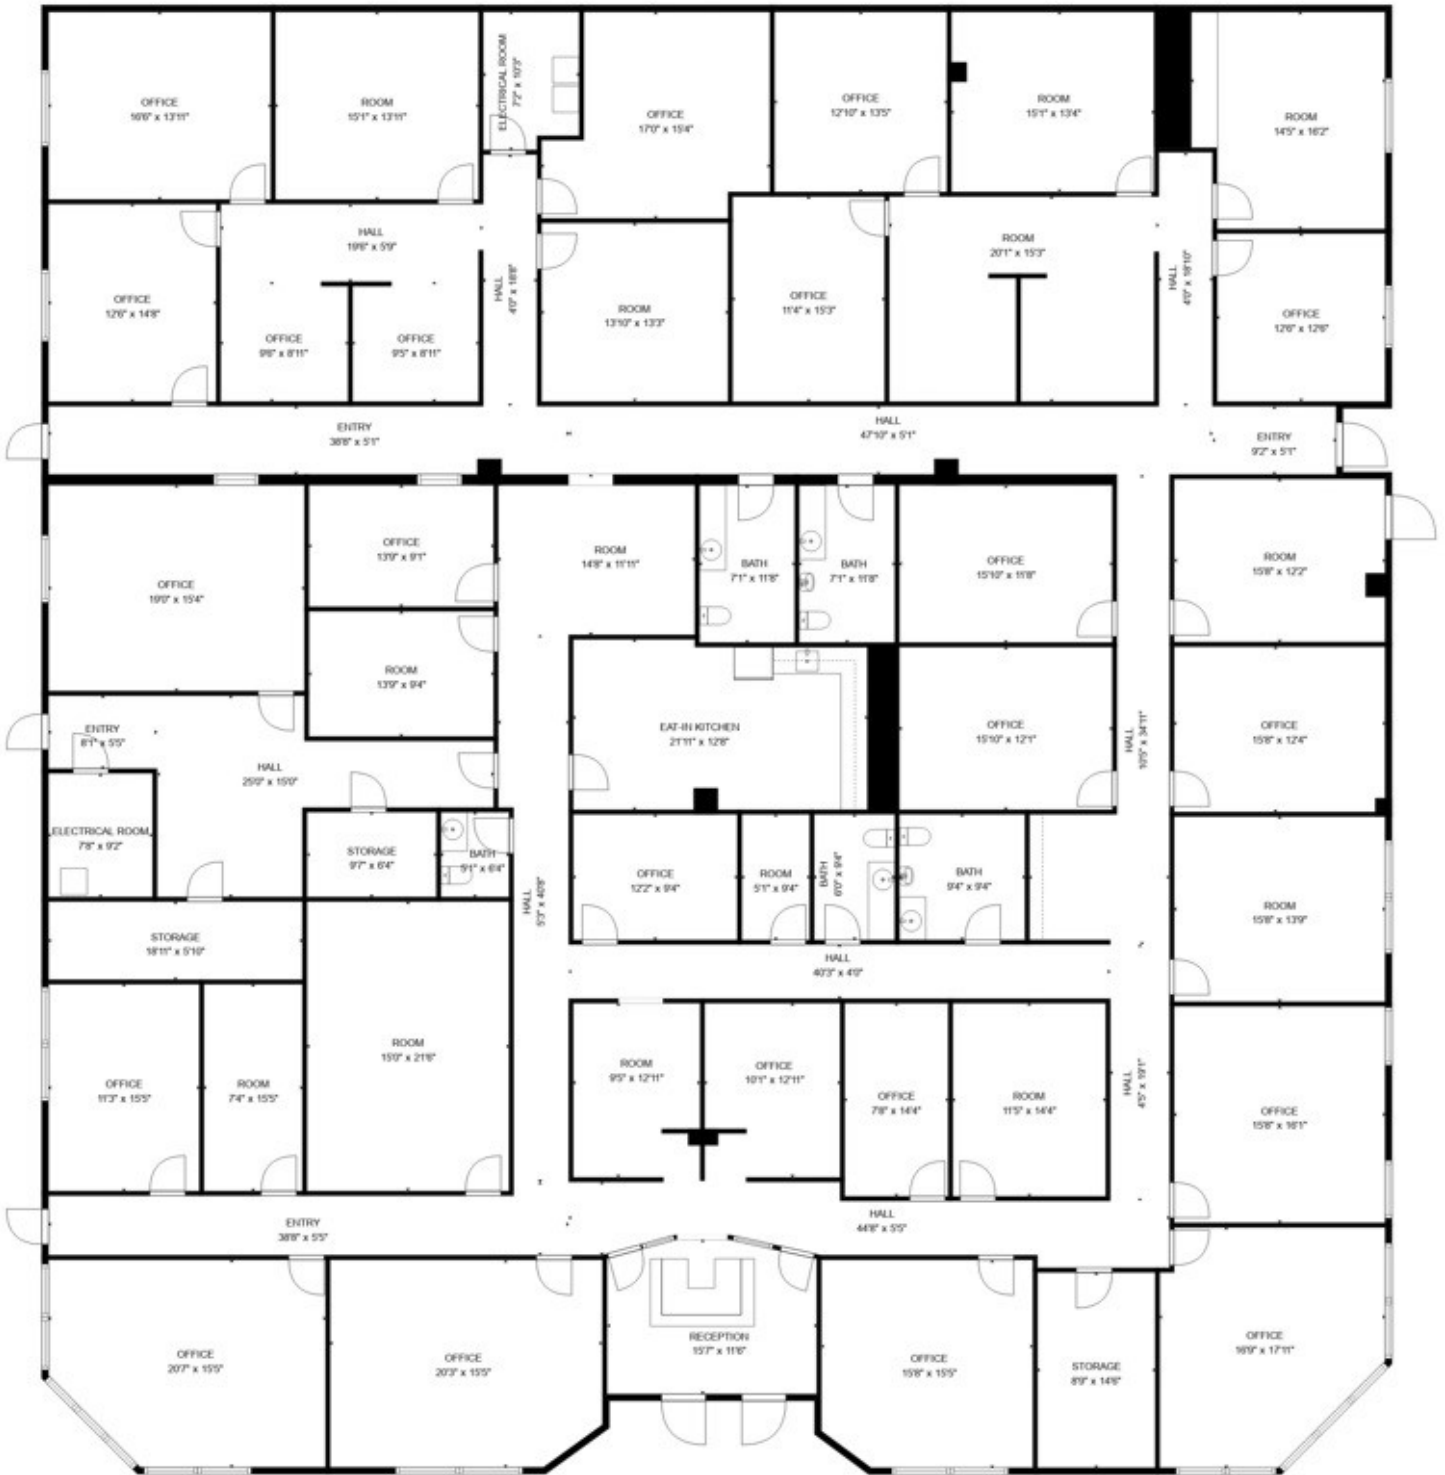 OFFICE
16'6" x 13'11"
ROOM
15'1" x 13'11"
ELECTRICAL ROOM
7'2" x 10'3"
OFFICE
17'0" x 15'4"
OFFICE
12'10" x 13'5"
ROOM
15'1" x 13'4"
ROOM
14'5" x 16'2"
HALL
19'6" x 5'9"
OFFICE
12'6" x 14'8"
OFFICE
9'6" x 8'11"
OFFICE
9'5" x 8'11"
HALL
4'0" x 18'8"
ROOM
13'10" x 13'3"
OFFICE
11'4" x 15'3"
ROOM
20'1" x 15'3"
HALL
4'0" x 18'10"
OFFICE
12'6" x 12'6"
ENTRY
38'8" x 5'1"
HALL
47'10" x 5'1"
ENTRY
9'2" x 5'1"
OFFICE
19'0" x 15'4"
OFFICE
13'9" x 9'1"
ROOM
14'8" x 11'11"
BATH
7'1" x 11'8"
BATH
7'1" x 11'8"
OFFICE
15'10" x 11'8"
ROOM
15'8" x 12'2"
ROOM
13'9" x 9'4"
ENTRY
8'1" x 5'5"
HALL
25'0" x 15'0"
EAT-IN KITCHEN
21'11" x 12'8"
OFFICE
15'10" x 12'1"
HALL
10'5" x 34'11"
OFFICE
15'8" x 12'4"
ELECTRICAL ROOM
7'8" x 9'2"
STORAGE
9'7" x 6'4"
BATH
5'1" x 6'4"
HALL
5'3" x 40'8"
OFFICE
12'2" x 9'4"
ROOM
5'1" x 9'4"
BATH
6'0" x 9'4"
BATH
9'4" x 9'4"
ROOM
15'8" x 13'9"
STORAGE
18'11" x 5'10"
HALL
40'3" x 4'0"
OFFICE
11'3" x 15'5"
ROOM
7'4" x 15'5"
ROOM
15'0" x 21'6"
ROOM
9'5" x 12'11"
OFFICE
10'1" x 12'11"
OFFICE
7'8" x 14'4"
ROOM
11'5" x 14'4"
HALL
4'5" x 19'1"
OFFICE
15'8" x 16'1"
ENTRY
38'8" x 5'5"
HALL
44'8" x 5'5"
OFFICE
20'7" x 15'5"
OFFICE
20'3" x 15'5"
RECEPTION
15'7" x 11'6"
OFFICE
15'8" x 15'5"
STORAGE
8'9" x 14'6"
OFFICE
16'9" x 17'11"